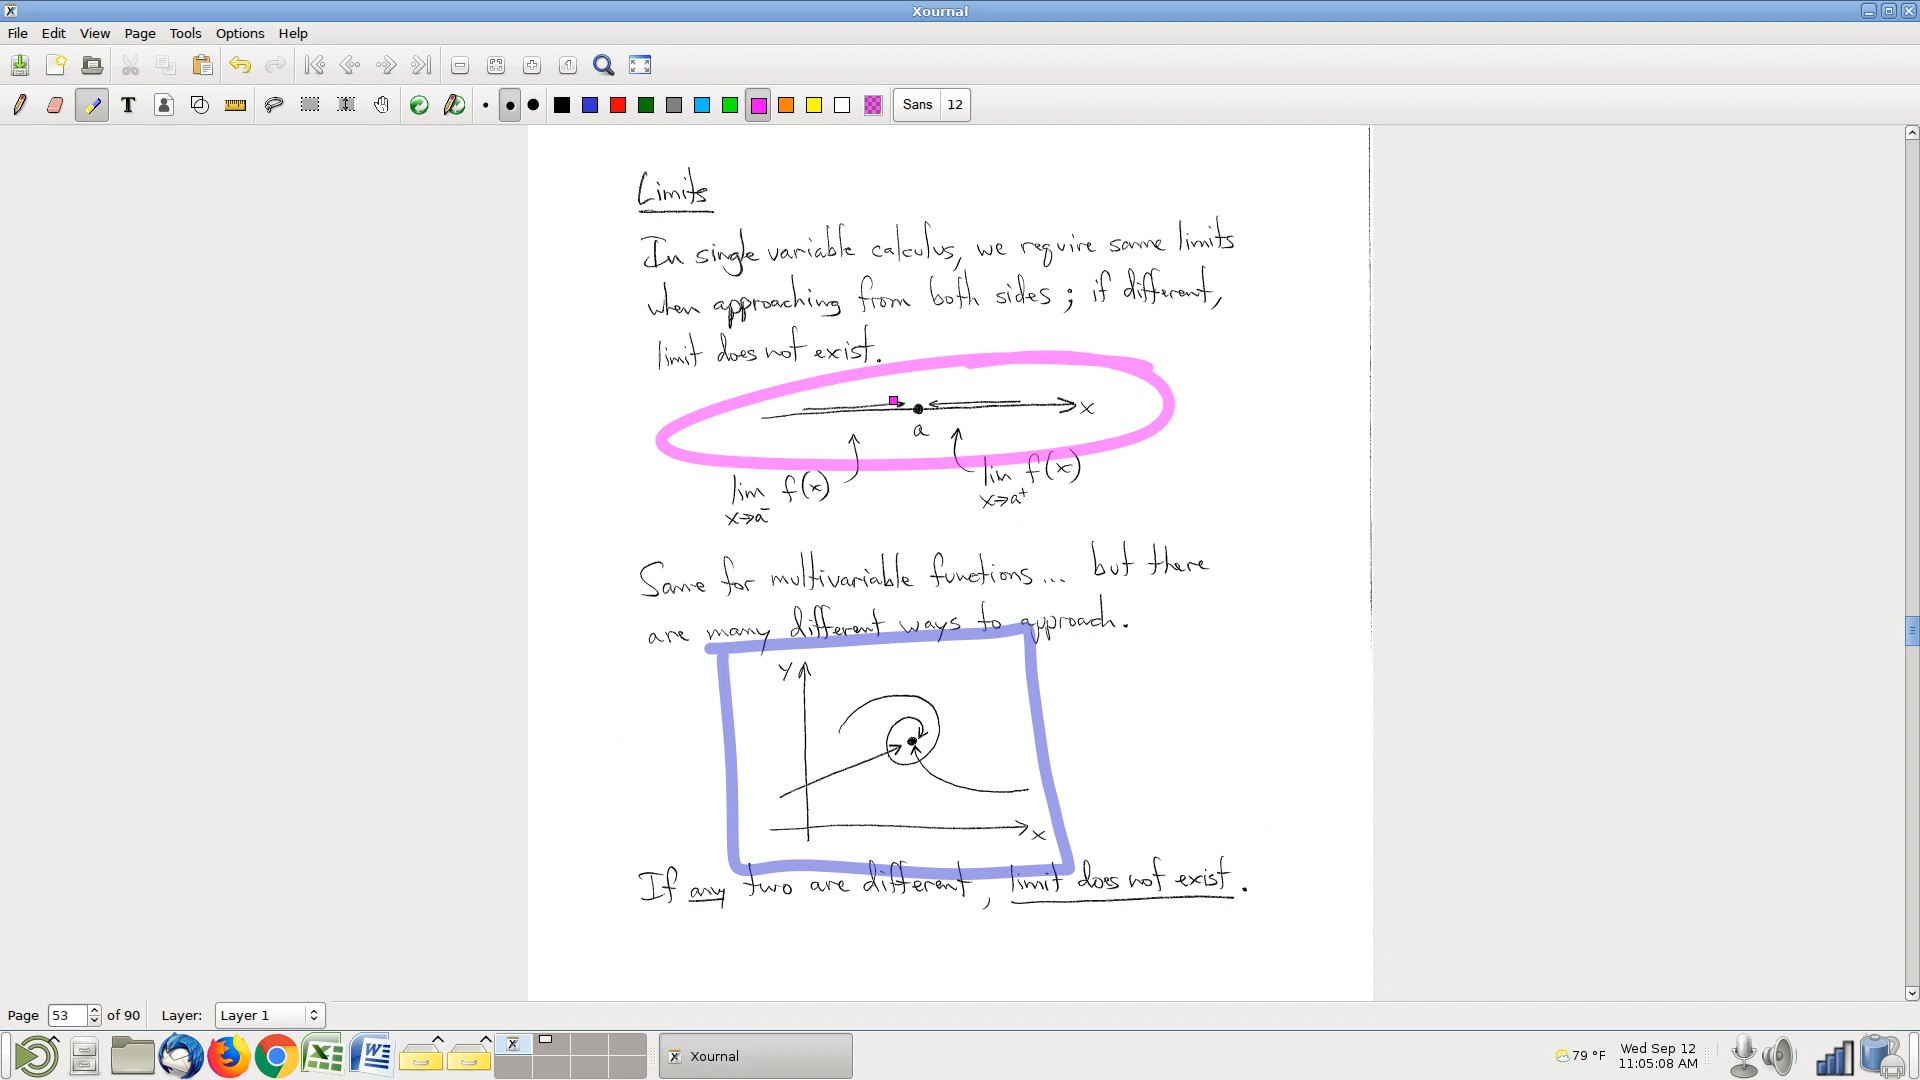 Xournal
File Edit View Page Tools Options Help
Sans 12
Limits
In single variable calculus, we require same limits
when approaching from both sides ; if different,
limit does not exist.
x
a
lim f(x)
x→a⁻
lim f(x)
x→a⁺
Same for multivariable functions... but there
are many different ways to approach.
y
x
If any two are different, limit does not exist.
Page 53 of 90 Layer: Layer 1
Xournal
79 °F
Wed Sep 12
11:05:08 AM